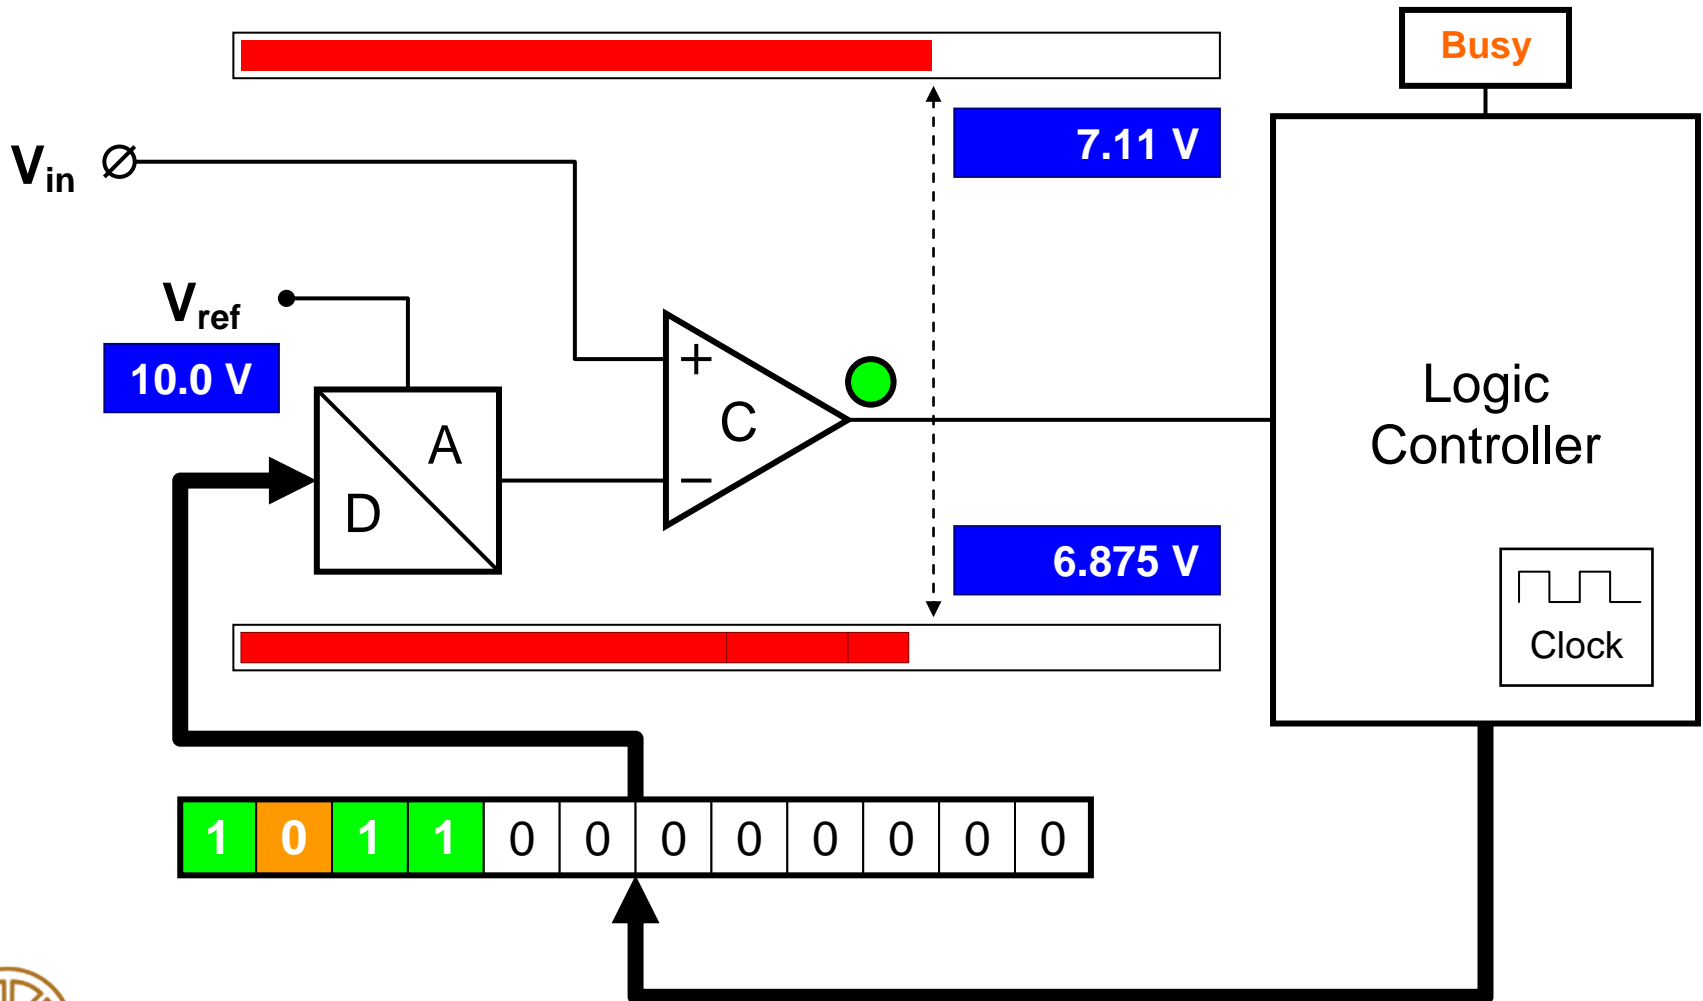 Busy
7.11 V
Vin
Vref
10.0 V
+
A
C
D
−
Logic
Controller
6.875 V
Clock
1 0 1 1 0 0 0 0 0 0 0 0